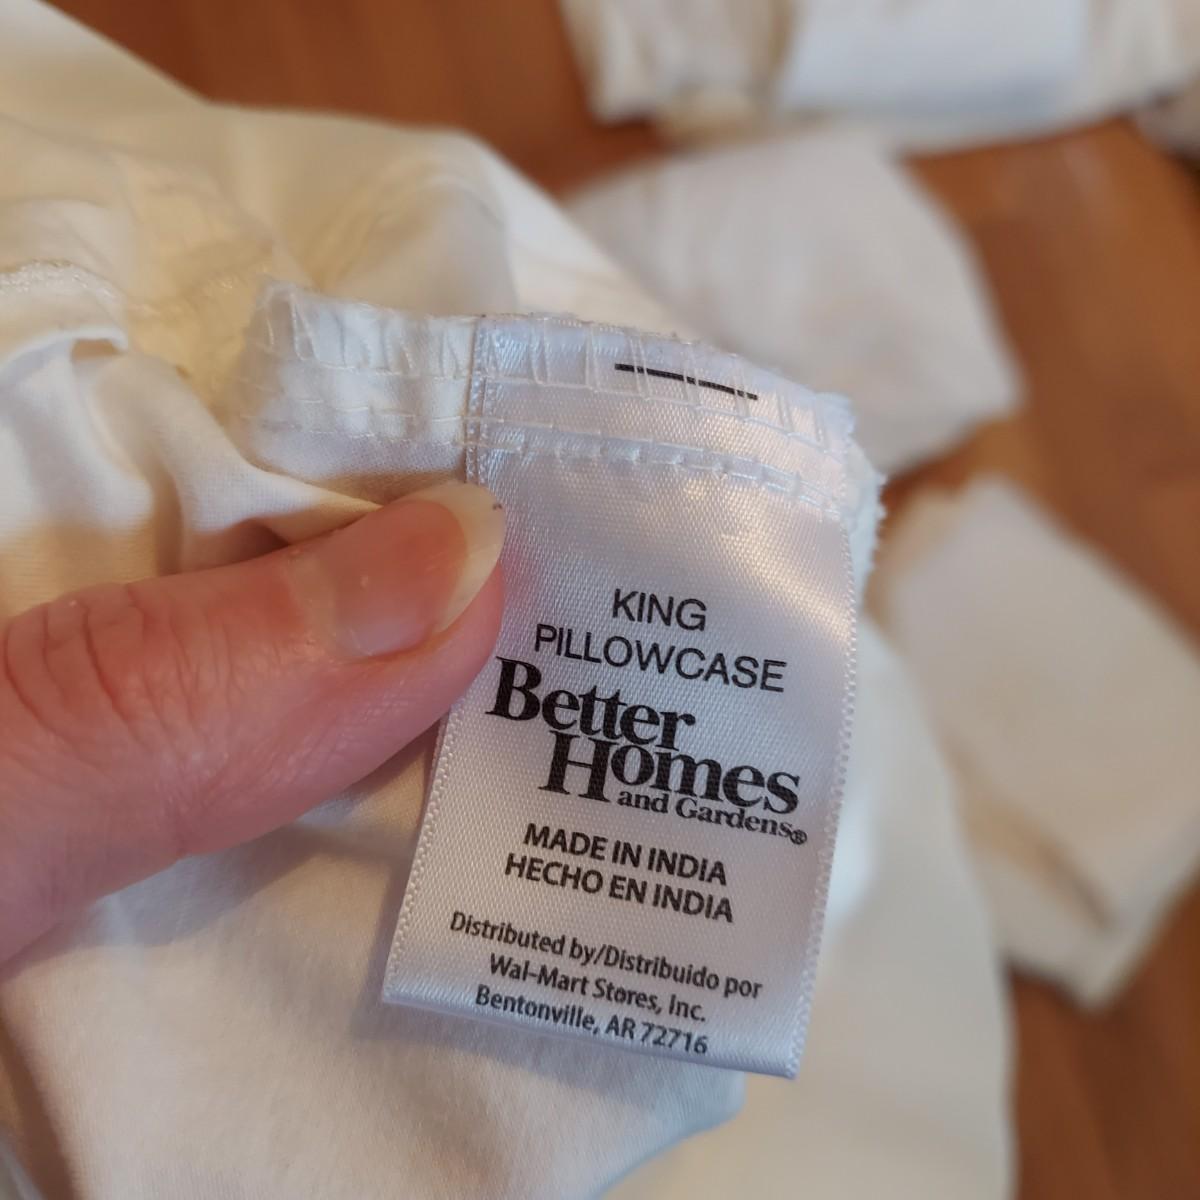 KING
PILLOWCASE
Better
Homes
and Gardens®
MADE IN INDIA
HECHO EN INDIA
Distributed by/Distribuido por
Wal-Mart Stores, Inc.
Bentonville, AR 72716